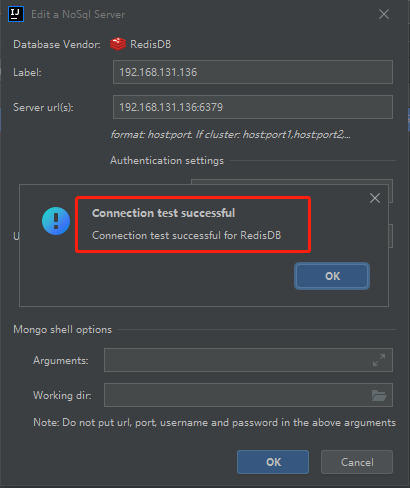 Edit a NoSql Server
Database Vendor: RedisDB
Label: 192.168.131.136
Server url(s): 192.168.131.136:6379
format: host:port. If cluster: host:port1,host:port2,...
Authentication settings
Connection test successful
Connection test successful for RedisDB
OK
Mongo shell options
Arguments:
Working dir:
Note: Do not put url, port, username and password in the above arguments
OK Cancel